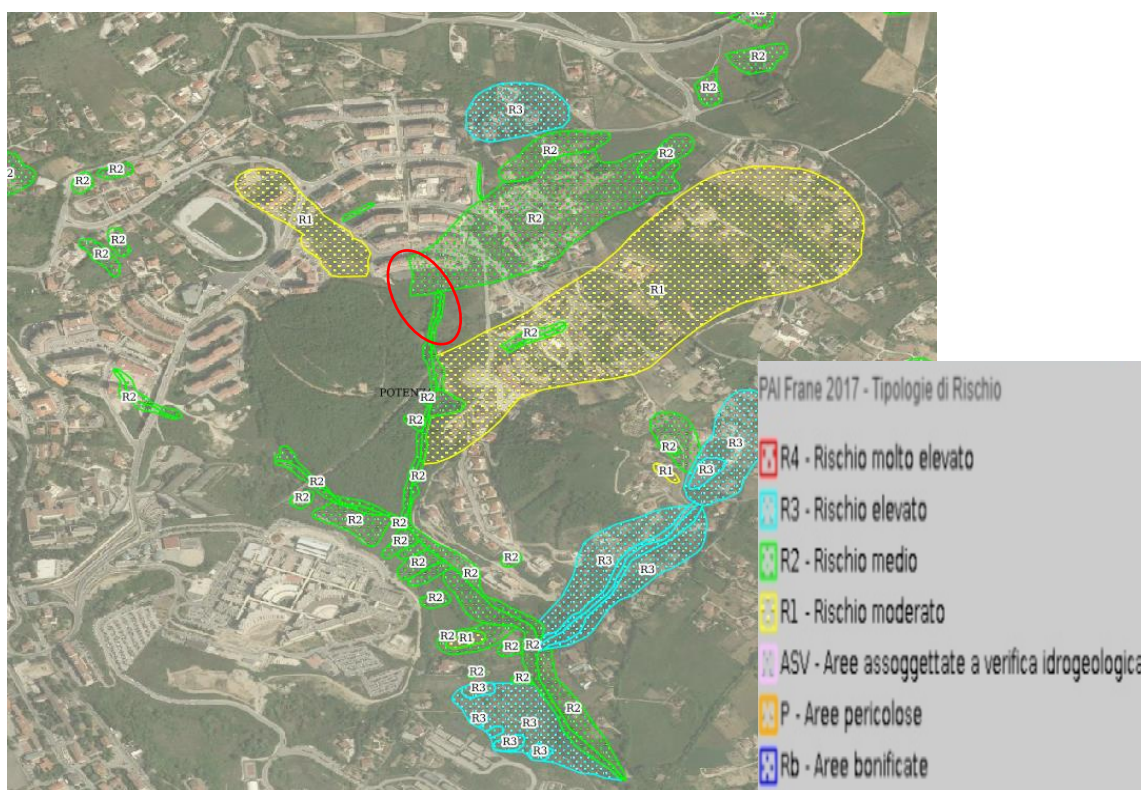 R2
R2
R3
R2
R2
R2
R2
R2
2
R1
R2
R2
R2
R1
R2
POTENZ
R2
R2
R2
PAI Frane 2017 - Tipologie di Rischio
R4 - Rischio molto elevato
R3 - Rischio elevato
R2 - Rischio medio
R1 - Rischio moderato
ASV - Aree assoggettate a verifica idrogeologica
P - Aree pericolose
Rb - Aree bonificate
R3
R2
R3
R1
R2
R2
R2
R2
R2
R2
R3
R2
R2
R3
R2
R2
R2
R1
R2
R2
R2
R2
R3
R3
R3
R2
R3
R3